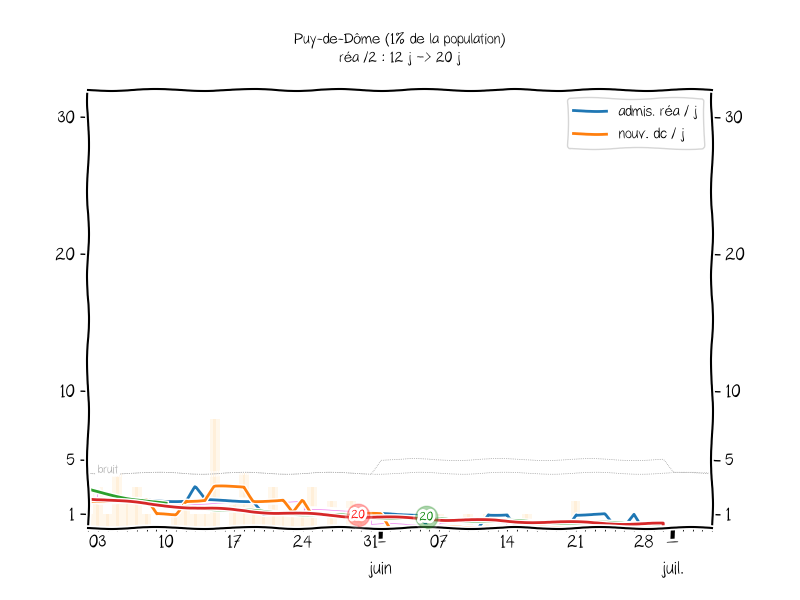 Puy-de-Dôme (1% de la population)
réa /2 : 12 j -> 20 j
admis. réa / j
nouv. dc / j
30
30
20
20
10
10
5
5
bruit
1
1
20
20
03 10 17 24 31 07 14 21 28
juin juil.